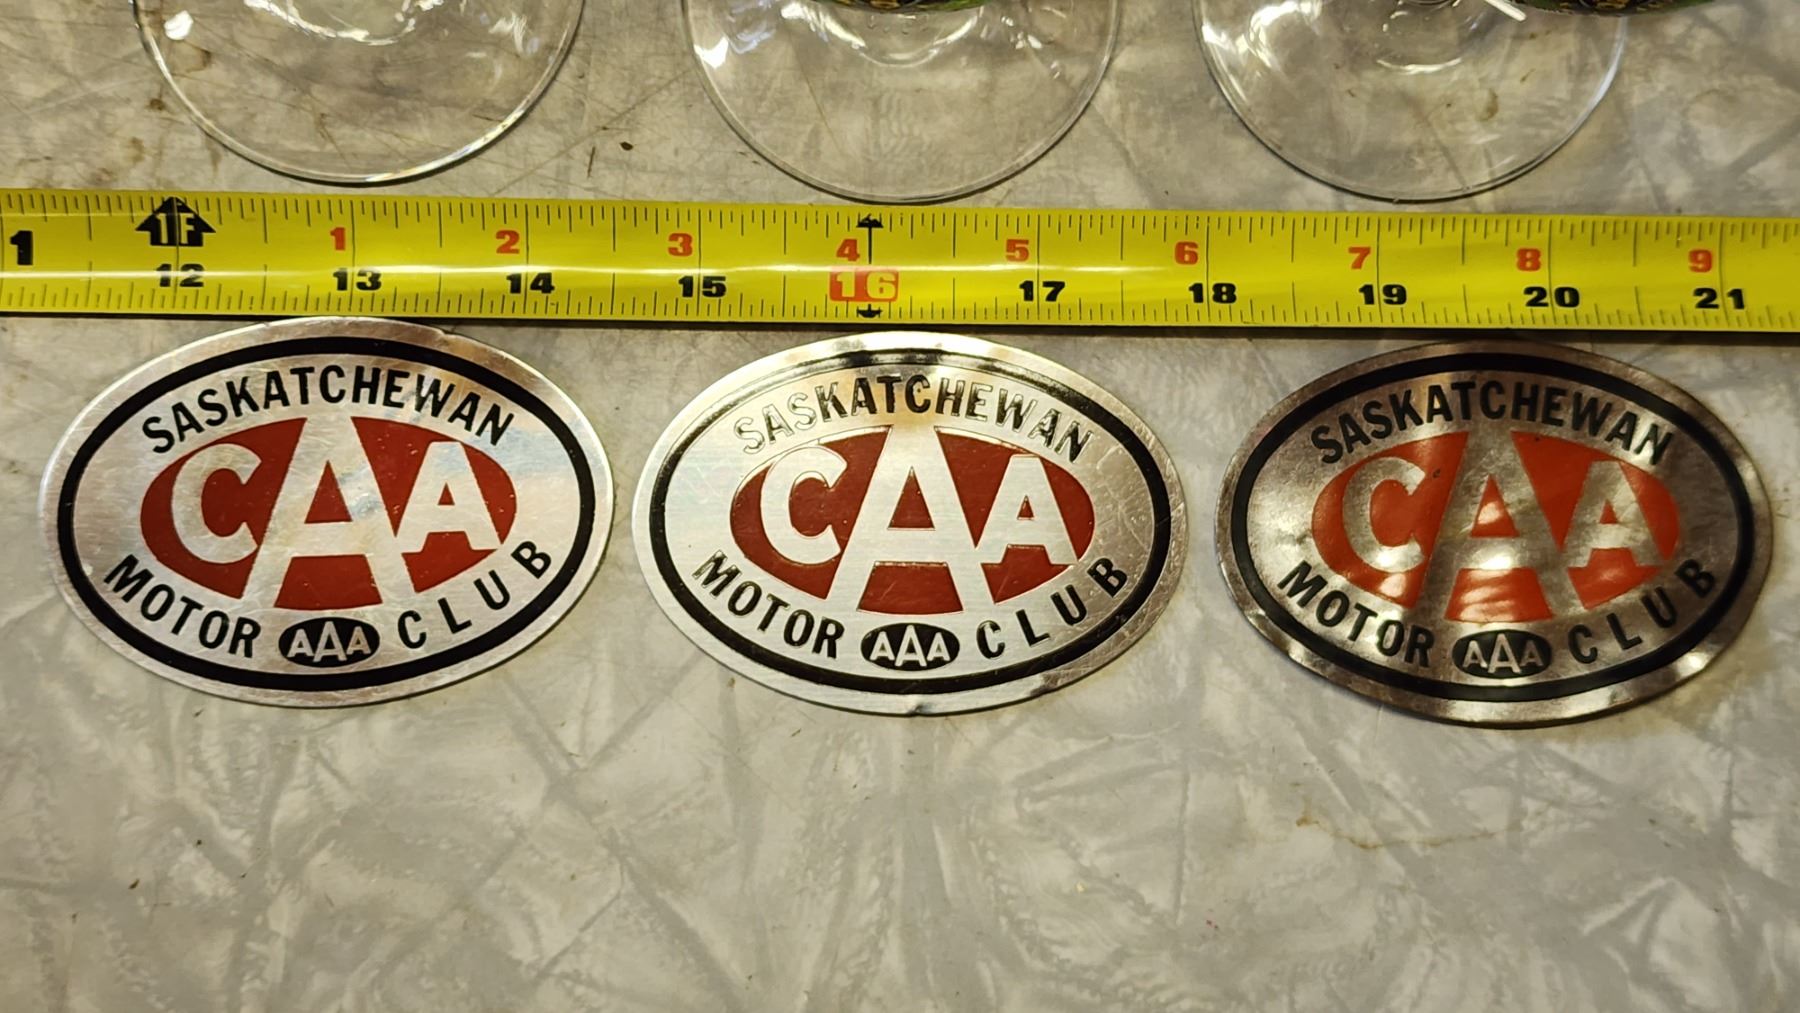 1 1F 1 2 3 4 5 6 7 8 9
12 13 14 15 16 17 18 19 20 21
SASKATCHEWAN
CAA
MOTOR AAA CLUB
SASKATCHEWAN
CAA
MOTOR AAA CLUB
SASKATCHEWAN
CAA
MOTOR AAA CLUB